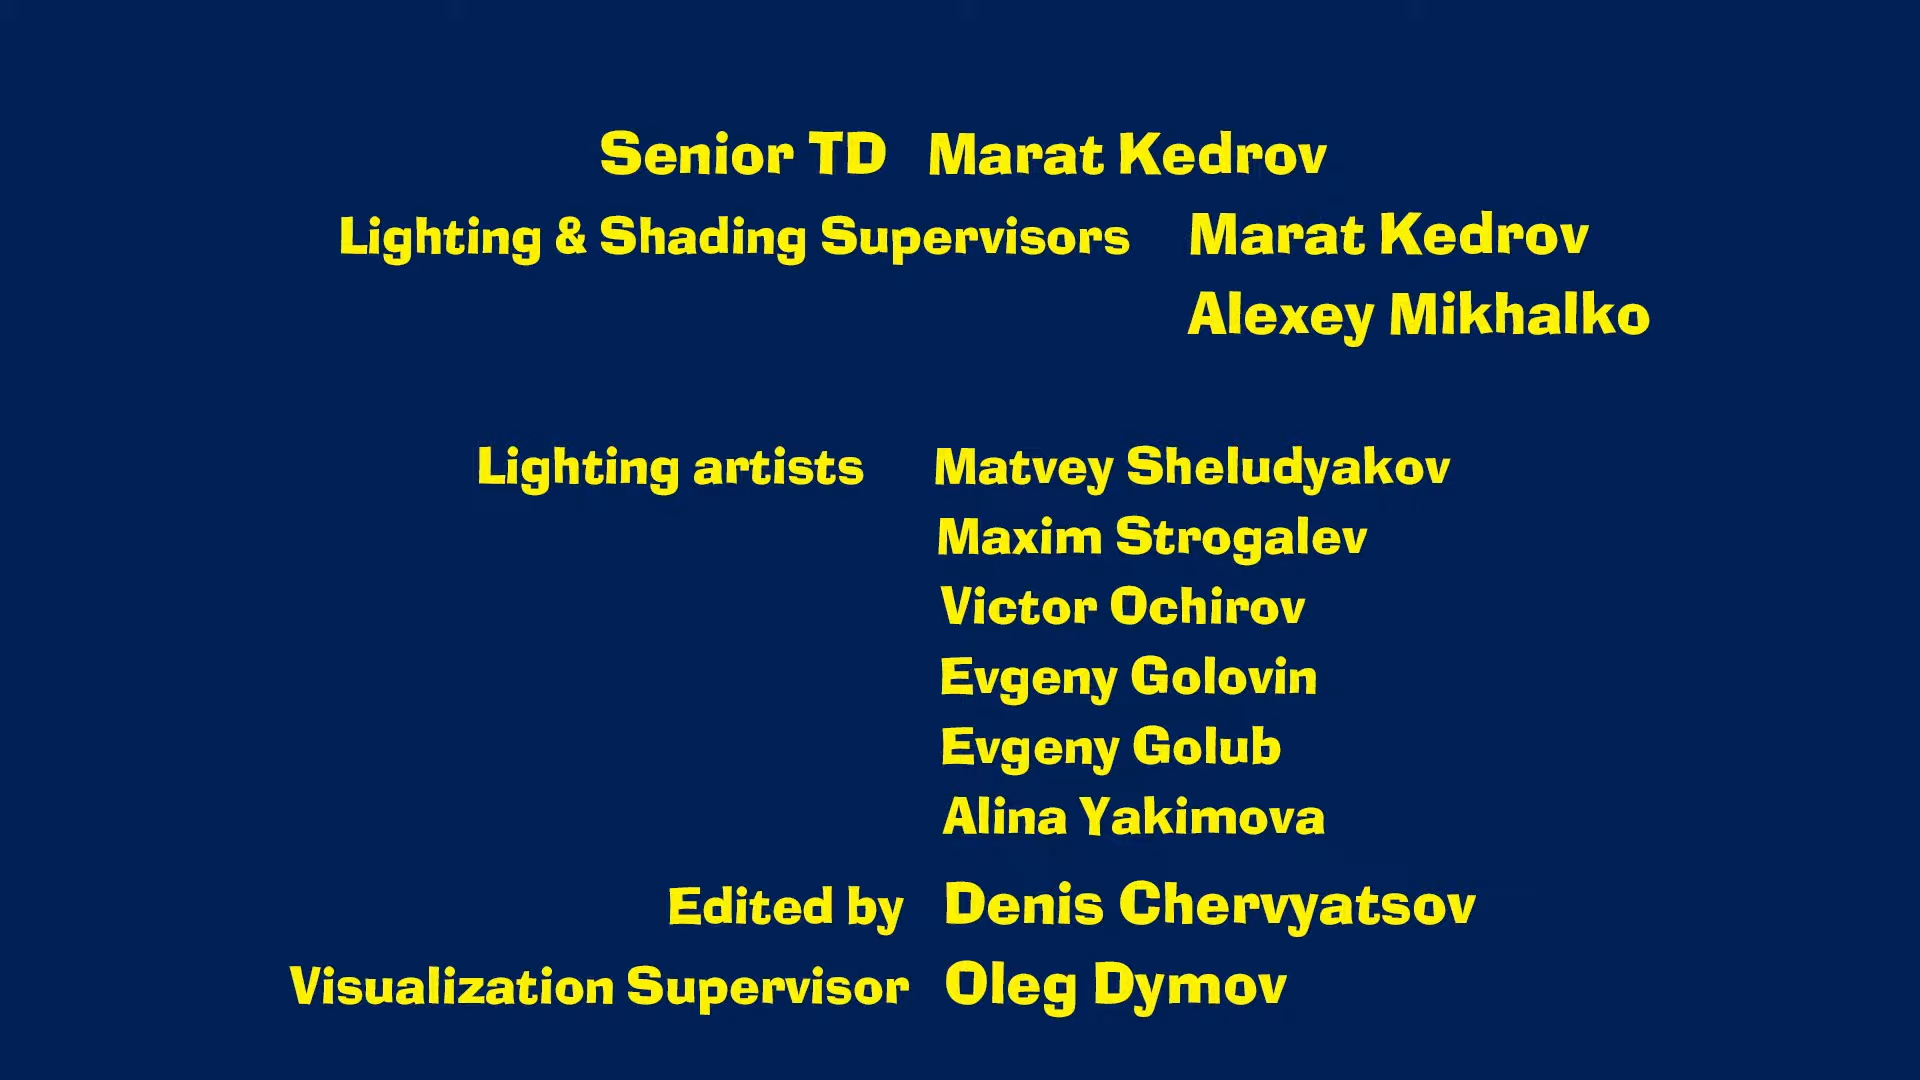 Senior TD Marat Kedrov
Lighting & Shading Supervisors Marat Kedrov
Alexey Mikhalko
Lighting artists Matvey Sheludyakov
Maxim Strogalev
Victor Ochirov
Evgeny Golovin
Evgeny Golub
Alina Yakimova
Edited by Denis Chervyatsov
Visualization Supervisor Oleg Dymov